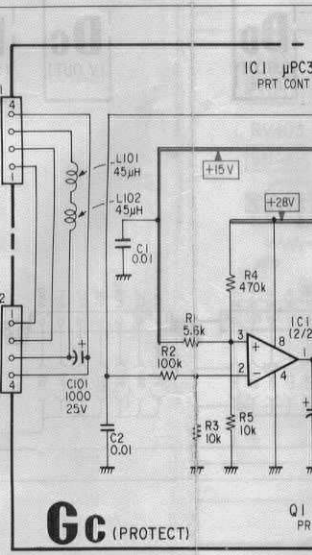 IC1 µPC3
PRT CONT
4
1
L101
45µH
L102
45µH
+15V
+28V
C1
0.01
R4
470k
R1
5.6k
IC1
(2/2
R2
100k
3
8
1
2
4
+
−
2
1
4
+
C101
1000
25V
C2
0.01
R3
10k
R5
10k
+
Gc (PROTECT)
Q1
PR